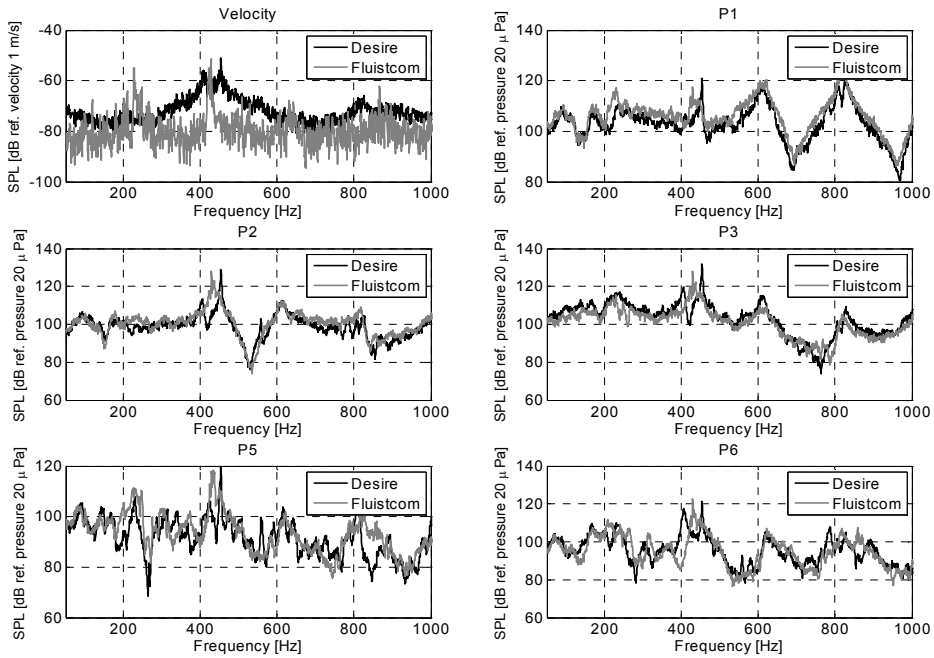 Velocity
SPL [dB ref. velocity 1 m/s]
-40
-60
-80
-100
Desire
Fluistcom
200 400 600 800 1000
Frequency [Hz]
P1
SPL [dB ref. pressure 20 μ Pa]
140
120
100
80
Desire
Fluistcom
200 400 600 800 1000
Frequency [Hz]
P2
SPL [dB ref. pressure 20 μ Pa]
140
120
100
80
60
Desire
Fluistcom
200 400 600 800 1000
Frequency [Hz]
P3
SPL [dB ref. pressure 20 μ Pa]
140
120
100
80
60
Desire
Fluistcom
200 400 600 800 1000
Frequency [Hz]
P5
SPL [dB ref. pressure 20 μ Pa]
120
100
80
60
Desire
Fluistcom
200 400 600 800 1000
Frequency [Hz]
P6
SPL [dB ref. pressure 20 μ Pa]
140
120
100
80
60
Desire
Fluistcom
200 400 600 800 1000
Frequency [Hz]